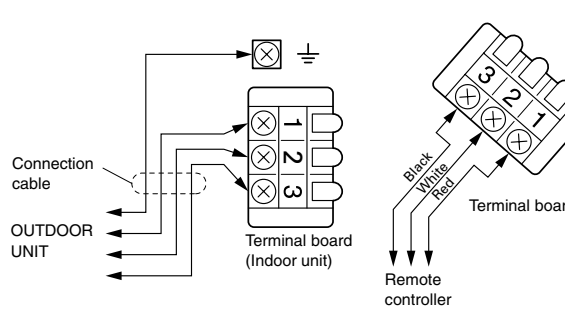 1
2
3
Connection
cable
OUTDOOR
UNIT
Terminal board
(Indoor unit)
3
2
1
Black
White
Red
Terminal boar
Remote
controller